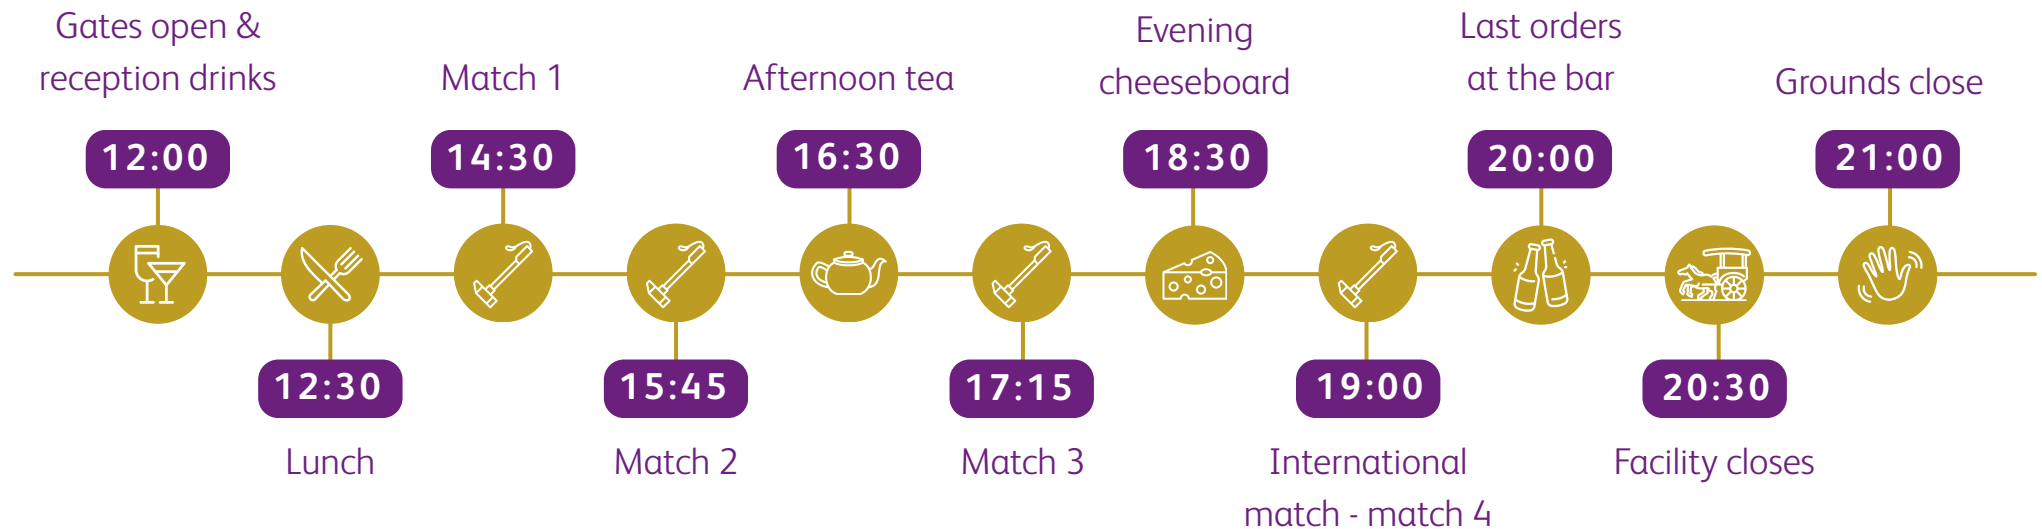 Gates open &
reception drinks
12:00
12:30
Lunch
Match 1
14:30
15:45
Match 2
Afternoon tea
16:30
17:15
Match 3
Evening
cheeseboard
18:30
19:00
International
match - match 4
Last orders
at the bar
20:00
20:30
Facility closes
Grounds close
21:00